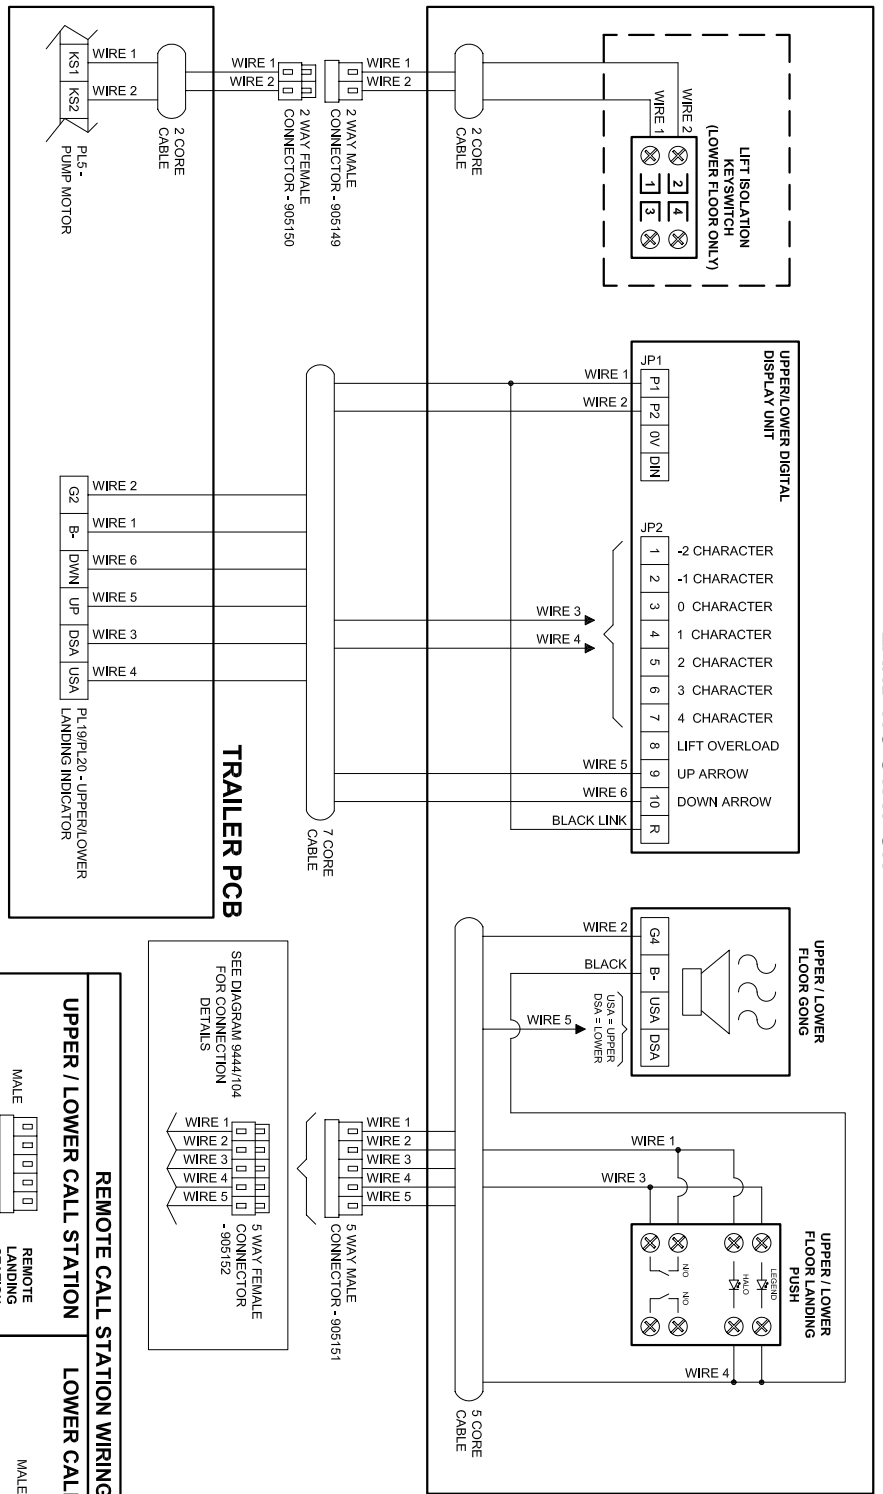 LIFT ISOLATION
KEYSWITCH
(LOWER FLOOR ONLY)
WIRE 2
WIRE 1
2
4
1
3
2 CORE
CABLE
WIRE 1
WIRE 2
2 WAY MALE
CONNECTOR - 905149
2 WAY FEMALE
CONNECTOR - 905150
WIRE 1
WIRE 2
2 CORE
CABLE
WIRE 1
WIRE 2
KS1
KS2
PL5 -
PUMP MOTOR
UPPER/LOWER DIGITAL
DISPLAY UNIT
JP1
P1
P2
0V
DIN
WIRE 1
WIRE 2
JP2
1
-2 CHARACTER
2
-1 CHARACTER
3
0 CHARACTER
4
1 CHARACTER
5
2 CHARACTER
6
3 CHARACTER
7
4 CHARACTER
8
LIFT OVERLOAD
9
UP ARROW
10
DOWN ARROW
R
WIRE 3
WIRE 4
WIRE 5
WIRE 6
BLACK LINK
7 CORE
CABLE
WIRE 2
WIRE 1
WIRE 6
WIRE 5
WIRE 3
WIRE 4
G2
B-
DWN
UP
DSA
USA
PL19/PL20 - UPPER/LOWER
LANDING INDICATOR
TRAILER PCB
UPPER / LOWER
FLOOR GONG
G4
B-
USA
DSA
WIRE 2
BLACK
USA = UPPER
DSA = LOWER
WIRE 5
UPPER / LOWER
FLOOR LANDING
PUSH
LEGEND
HALO
N/O
N/O
WIRE 1
WIRE 3
WIRE 4
5 CORE
CABLE
WIRE 1
WIRE 2
WIRE 3
WIRE 4
WIRE 5
5 WAY MALE
CONNECTOR - 905151
SEE DIAGRAM 9444/104
FOR CONNECTION
DETAILS
WIRE 1
WIRE 2
WIRE 3
WIRE 4
WIRE 5
5 WAY FEMALE
CONNECTOR
- 905152
REMOTE CALL STATION WIRING
UPPER / LOWER CALL STATION
LOWER CALL
MALE
REMOTE
LANDING
MALE